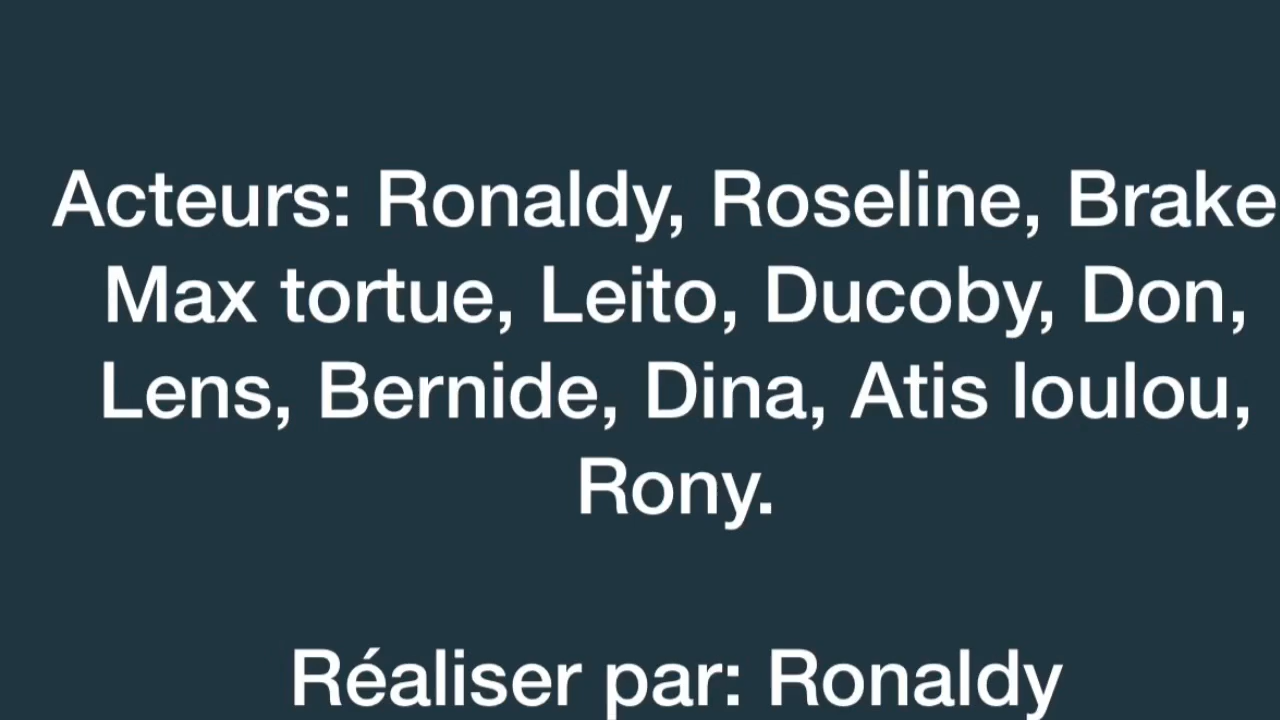 Acteurs: Ronaldy, Roseline, Brake
Max tortue, Leito, Ducoby, Don,
Lens, Bernide, Dina, Atis loulou,
Rony.
Réaliser par: Ronaldy